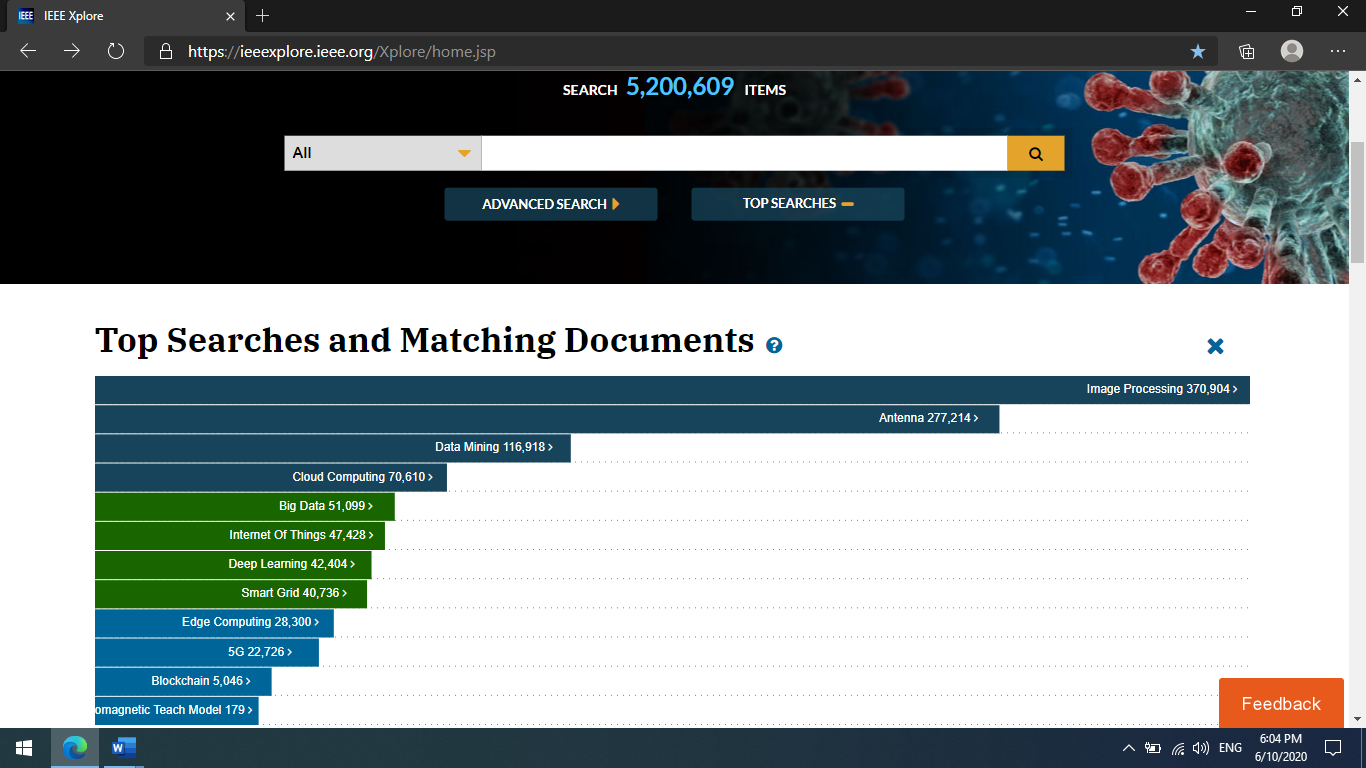 IEEE IEEE Xplore
https://ieeexplore.ieee.org/Xplore/home.jsp
SEARCH 5,200,609 ITEMS
All
ADVANCED SEARCH TOP SEARCHES
Top Searches and Matching Documents ?
Image Processing 370,904 >
Antenna 277,214 >
Data Mining 116,918 >
Cloud Computing 70,610 >
Big Data 51,099 >
Internet Of Things 47,428 >
Deep Learning 42,404 >
Smart Grid 40,736 >
Edge Computing 28,300 >
5G 22,726 >
Blockchain 5,046 >
omagnetic Teach Model 179 >
Feedback
W
ENG
6:04 PM
6/10/2020